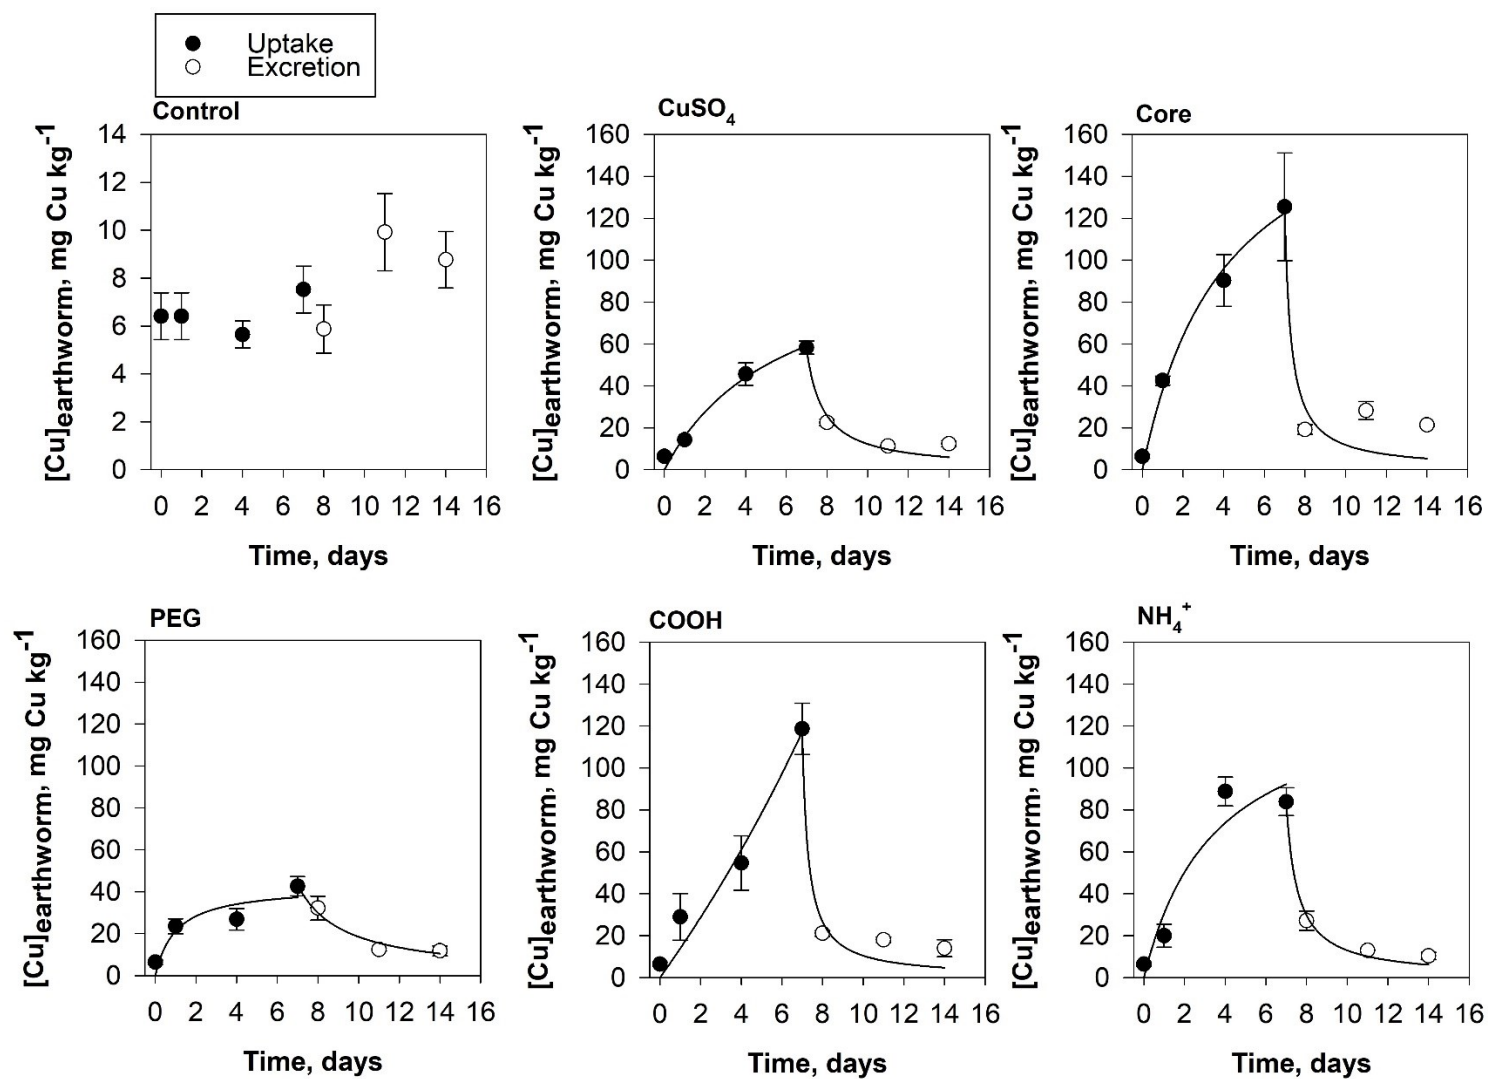 Uptake
Excretion
Control
[Cu]earthworm, mg Cu kg-1
14
12
10
8
6
4
2
0
0 2 4 6 8 10 12 14 16
Time, days
CuSO4
[Cu]earthworm, mg Cu kg-1
160
140
120
100
80
60
40
20
0
0 2 4 6 8 10 12 14 16
Time, days
Core
[Cu]earthworm, mg Cu kg-1
160
140
120
100
80
60
40
20
0
0 2 4 6 8 10 12 14 16
Time, days
PEG
[Cu]earthworm, mg Cu kg-1
160
140
120
100
80
60
40
20
0
0 2 4 6 8 10 12 14 16
Time, days
COOH
[Cu]earthworm, mg Cu kg-1
160
140
120
100
80
60
40
20
0
0 2 4 6 8 10 12 14 16
Time, days
NH4+
[Cu]earthworm, mg Cu kg-1
160
140
120
100
80
60
40
20
0
0 2 4 6 8 10 12 14 16
Time, days